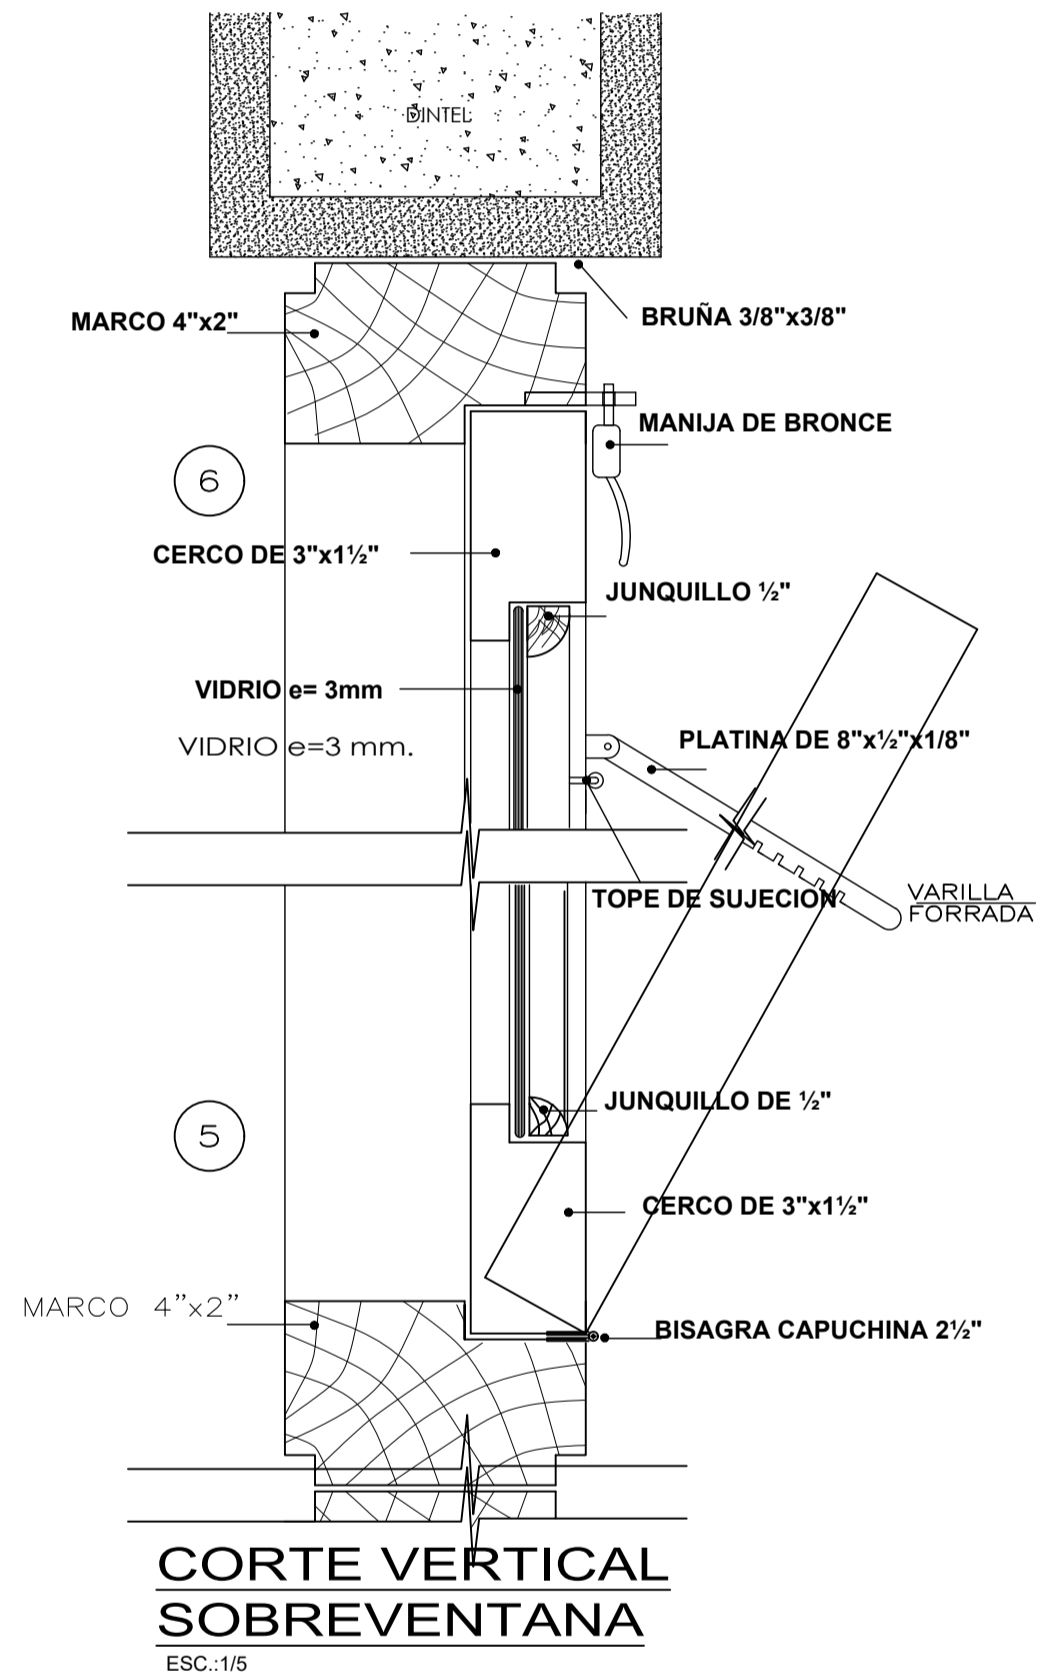 DINTEL
MARCO 4"x2"
BRUÑA 3/8"x3/8"
MANIJA DE BRONCE
6
CERCO DE 3"x1½"
JUNQUILLO ½"
VIDRIO e= 3mm
VIDRIO e=3 mm.
PLATINA DE 8"x½"x1/8"
TOPE DE SUJECION
VARILLA
FORRADA
JUNQUILLO DE ½"
5
CERCO DE 3"x1½"
MARCO 4"x2"
BISAGRA CAPUCHINA 2½"
CORTE VERTICAL
SOBREVENTANA
ESC.:1/5